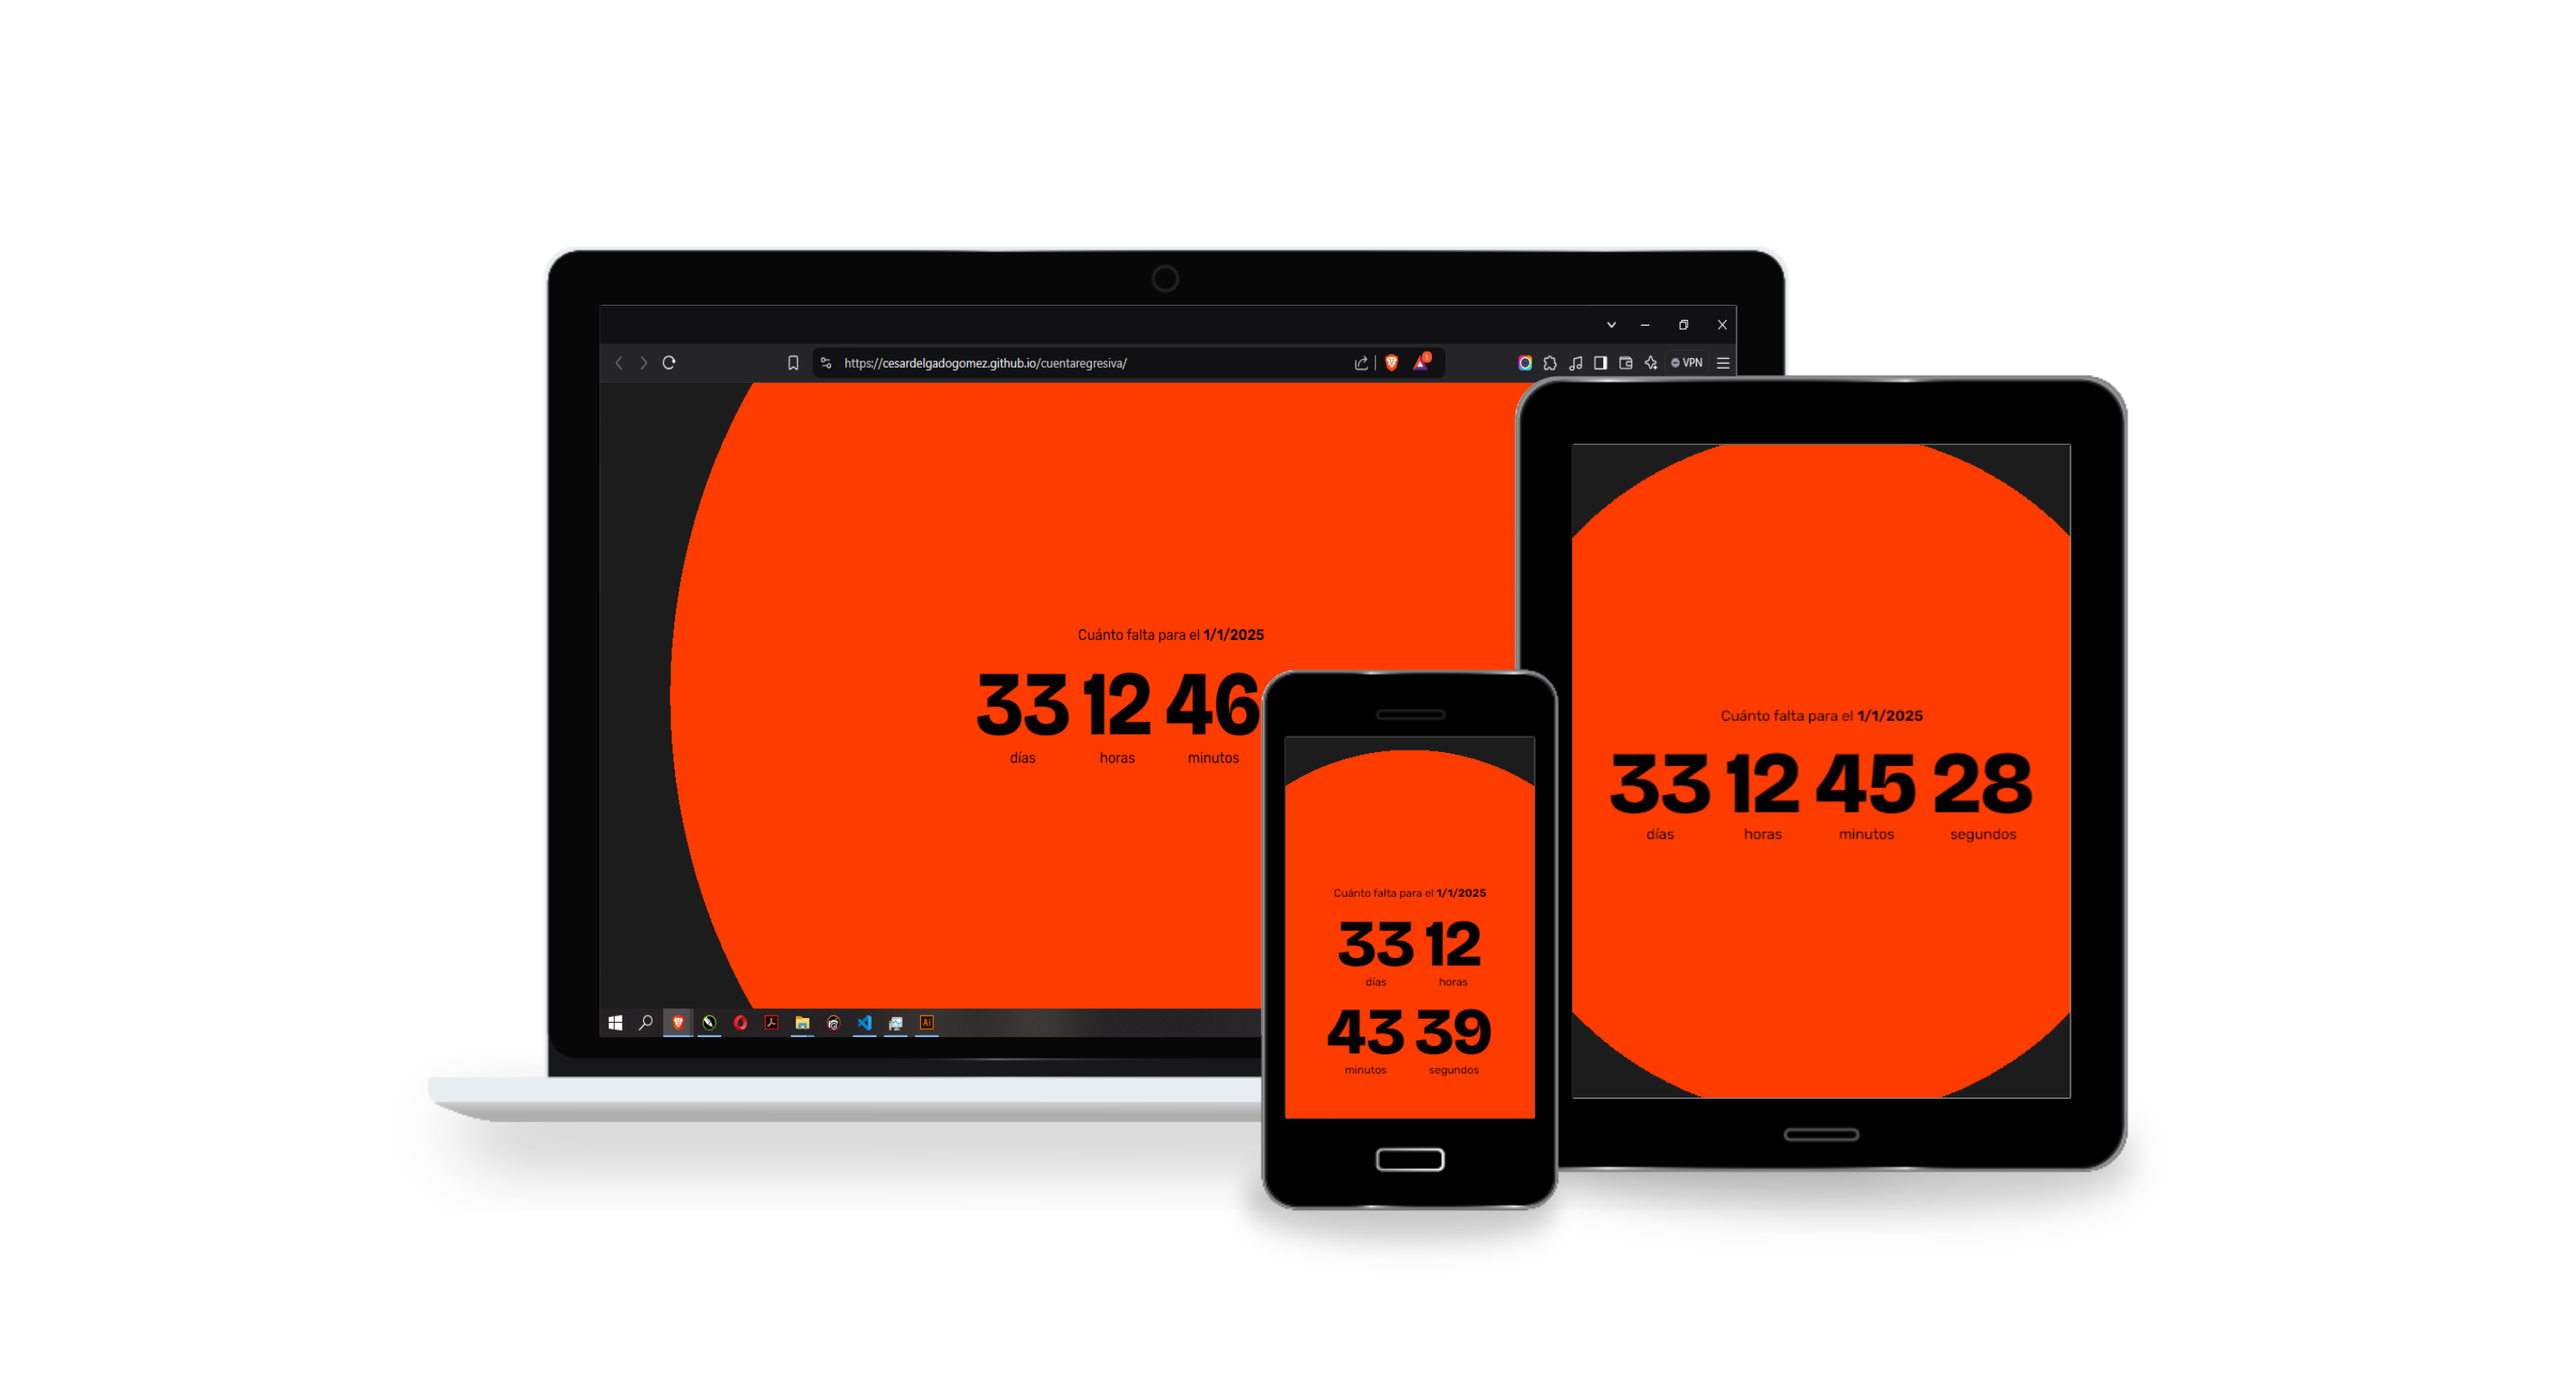 https://cesardelgadogomez.github.io/cuentaregresiva/
VPN
Cuánto falta para el 1/1/2025
33 12 46
días horas minutos
Ai
Cuánto falta para el 1/1/2025
33 12
días horas
43 39
minutos segundos
Cuánto falta para el 1/1/2025
33 12 45 28
días horas minutos segundos